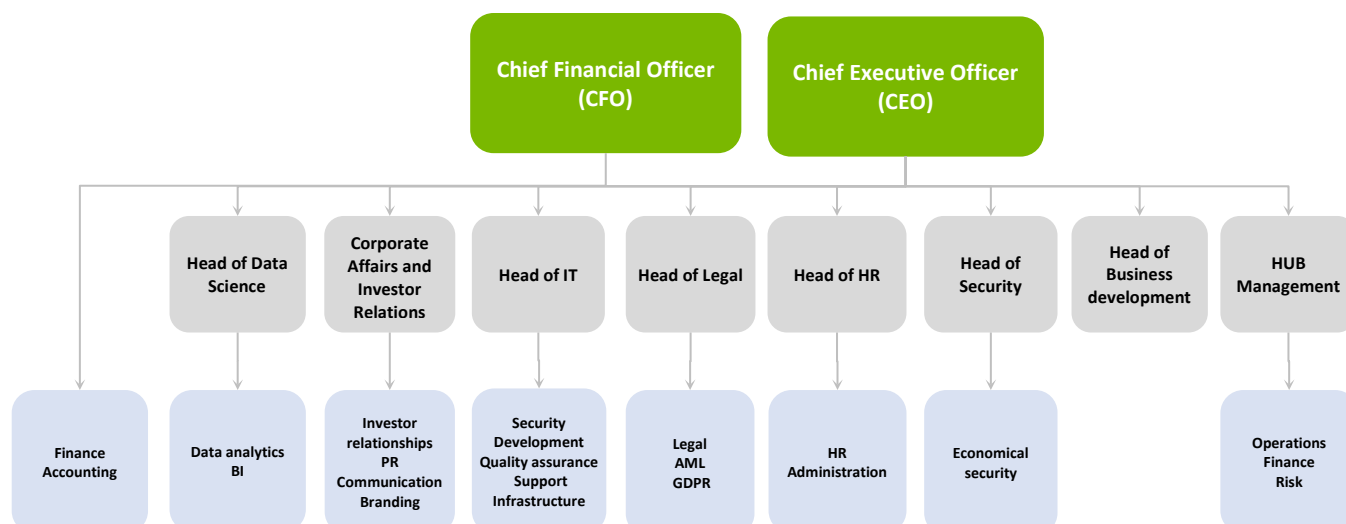 Chief Financial Officer
(CFO)
Chief Executive Officer
(CEO)
Head of Data
Science
Corporate
Affairs and
Investor
Relations
Head of IT
Head of Legal
Head of HR
Head of
Security
Head of
Business
development
HUB
Management
Finance
Accounting
Data analytics
BI
Investor
relationships
PR
Communication
Branding
Security
Development
Quality assurance
Support
Infrastructure
Legal
AML
GDPR
HR
Administration
Economical
security
Operations
Finance
Risk